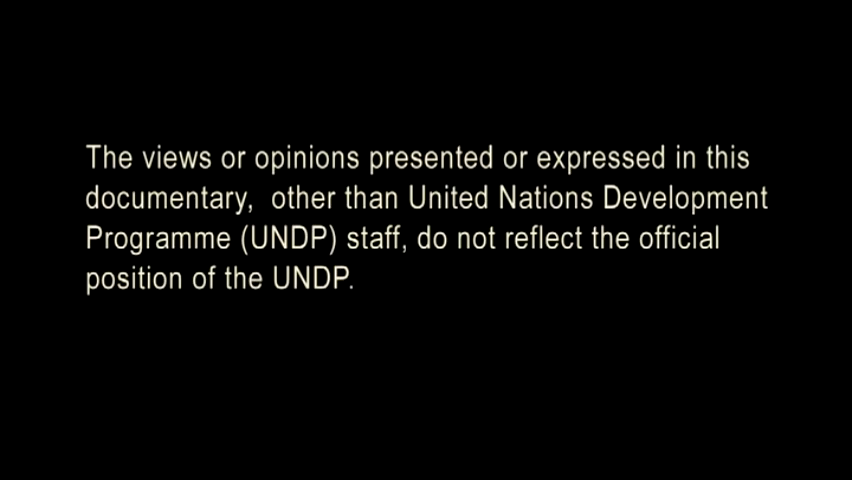 The views or opinions presented or expressed in this
documentary,  other than United Nations Development
Programme (UNDP) staff, do not reflect the official
position of the UNDP.